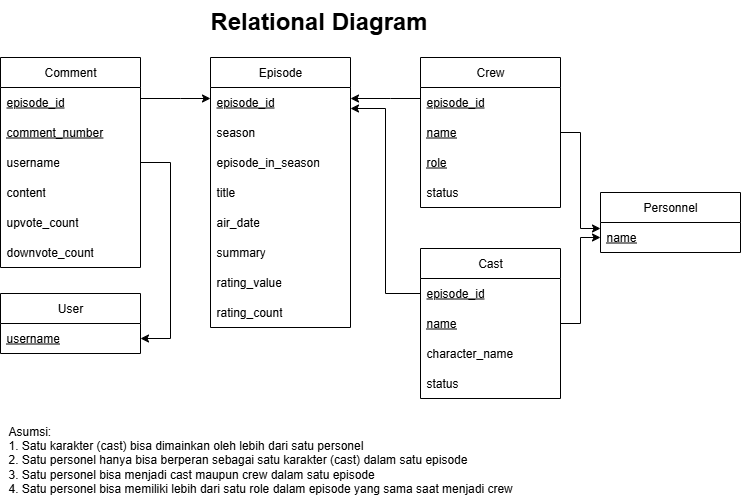 Relational Diagram
Comment
episode_id
comment_number
username
content
upvote_count
downvote_count
User
username
Episode
episode_id
season
episode_in_season
title
air_date
summary
rating_value
rating_count
Crew
episode_id
name
role
status
Cast
episode_id
name
character_name
status
Personnel
name
Asumsi:
1. Satu karakter (cast) bisa dimainkan oleh lebih dari satu personel
2. Satu personel hanya bisa berperan sebagai satu karakter (cast) dalam satu episode
3. Satu personel bisa menjadi cast maupun crew dalam satu episode
4. Satu personel bisa memiliki lebih dari satu role dalam episode yang sama saat menjadi crew